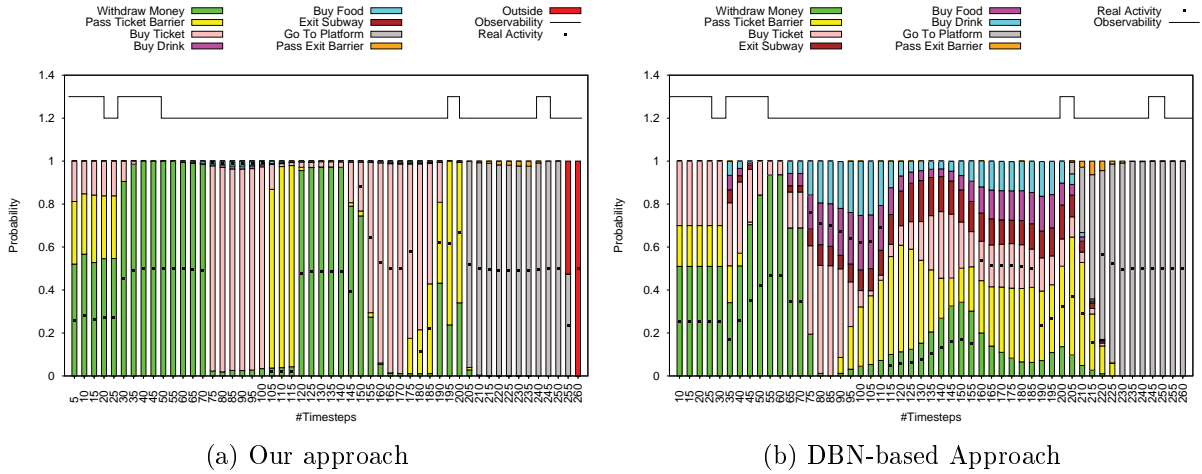 Withdraw Money
Pass Ticket Barrier
Buy Ticket
Buy Drink
Buy Food
Exit Subway
Go To Platform
Pass Exit Barrier
Outside
Real Activity
Observability
1.4
1.2
1
0.8
0.6
0.4
0.2
0
Probability
5 10 15 20 25 30 35 40 45 50 55 60 65 70 75 80 85 90 95 100 105 110 115 120 125 130 135 140 145 150 155 160 165 170 175 180 185 190 195 200 205 210 215 220 225 230 235 240 245 250 255 260
#Timesteps
(a) Our approach
Withdraw Money
Pass Ticket Barrier
Buy Ticket
Exit Subway
Buy Food
Buy Drink
Go To Platform
Pass Exit Barrier
Real Activity
Observability
1.4
1.2
1
0.8
0.6
0.4
0.2
0
Probability
10 15 20 25 30 35 40 45 50 55 60 65 70 75 80 85 90 95 100 105 110 115 120 125 130 135 140 145 150 155 160 165 170 175 180 185 190 195 200 205 210 215 220 225 230 235 240 245 250 255 260
#Timesteps
(b) DBN-based Approach